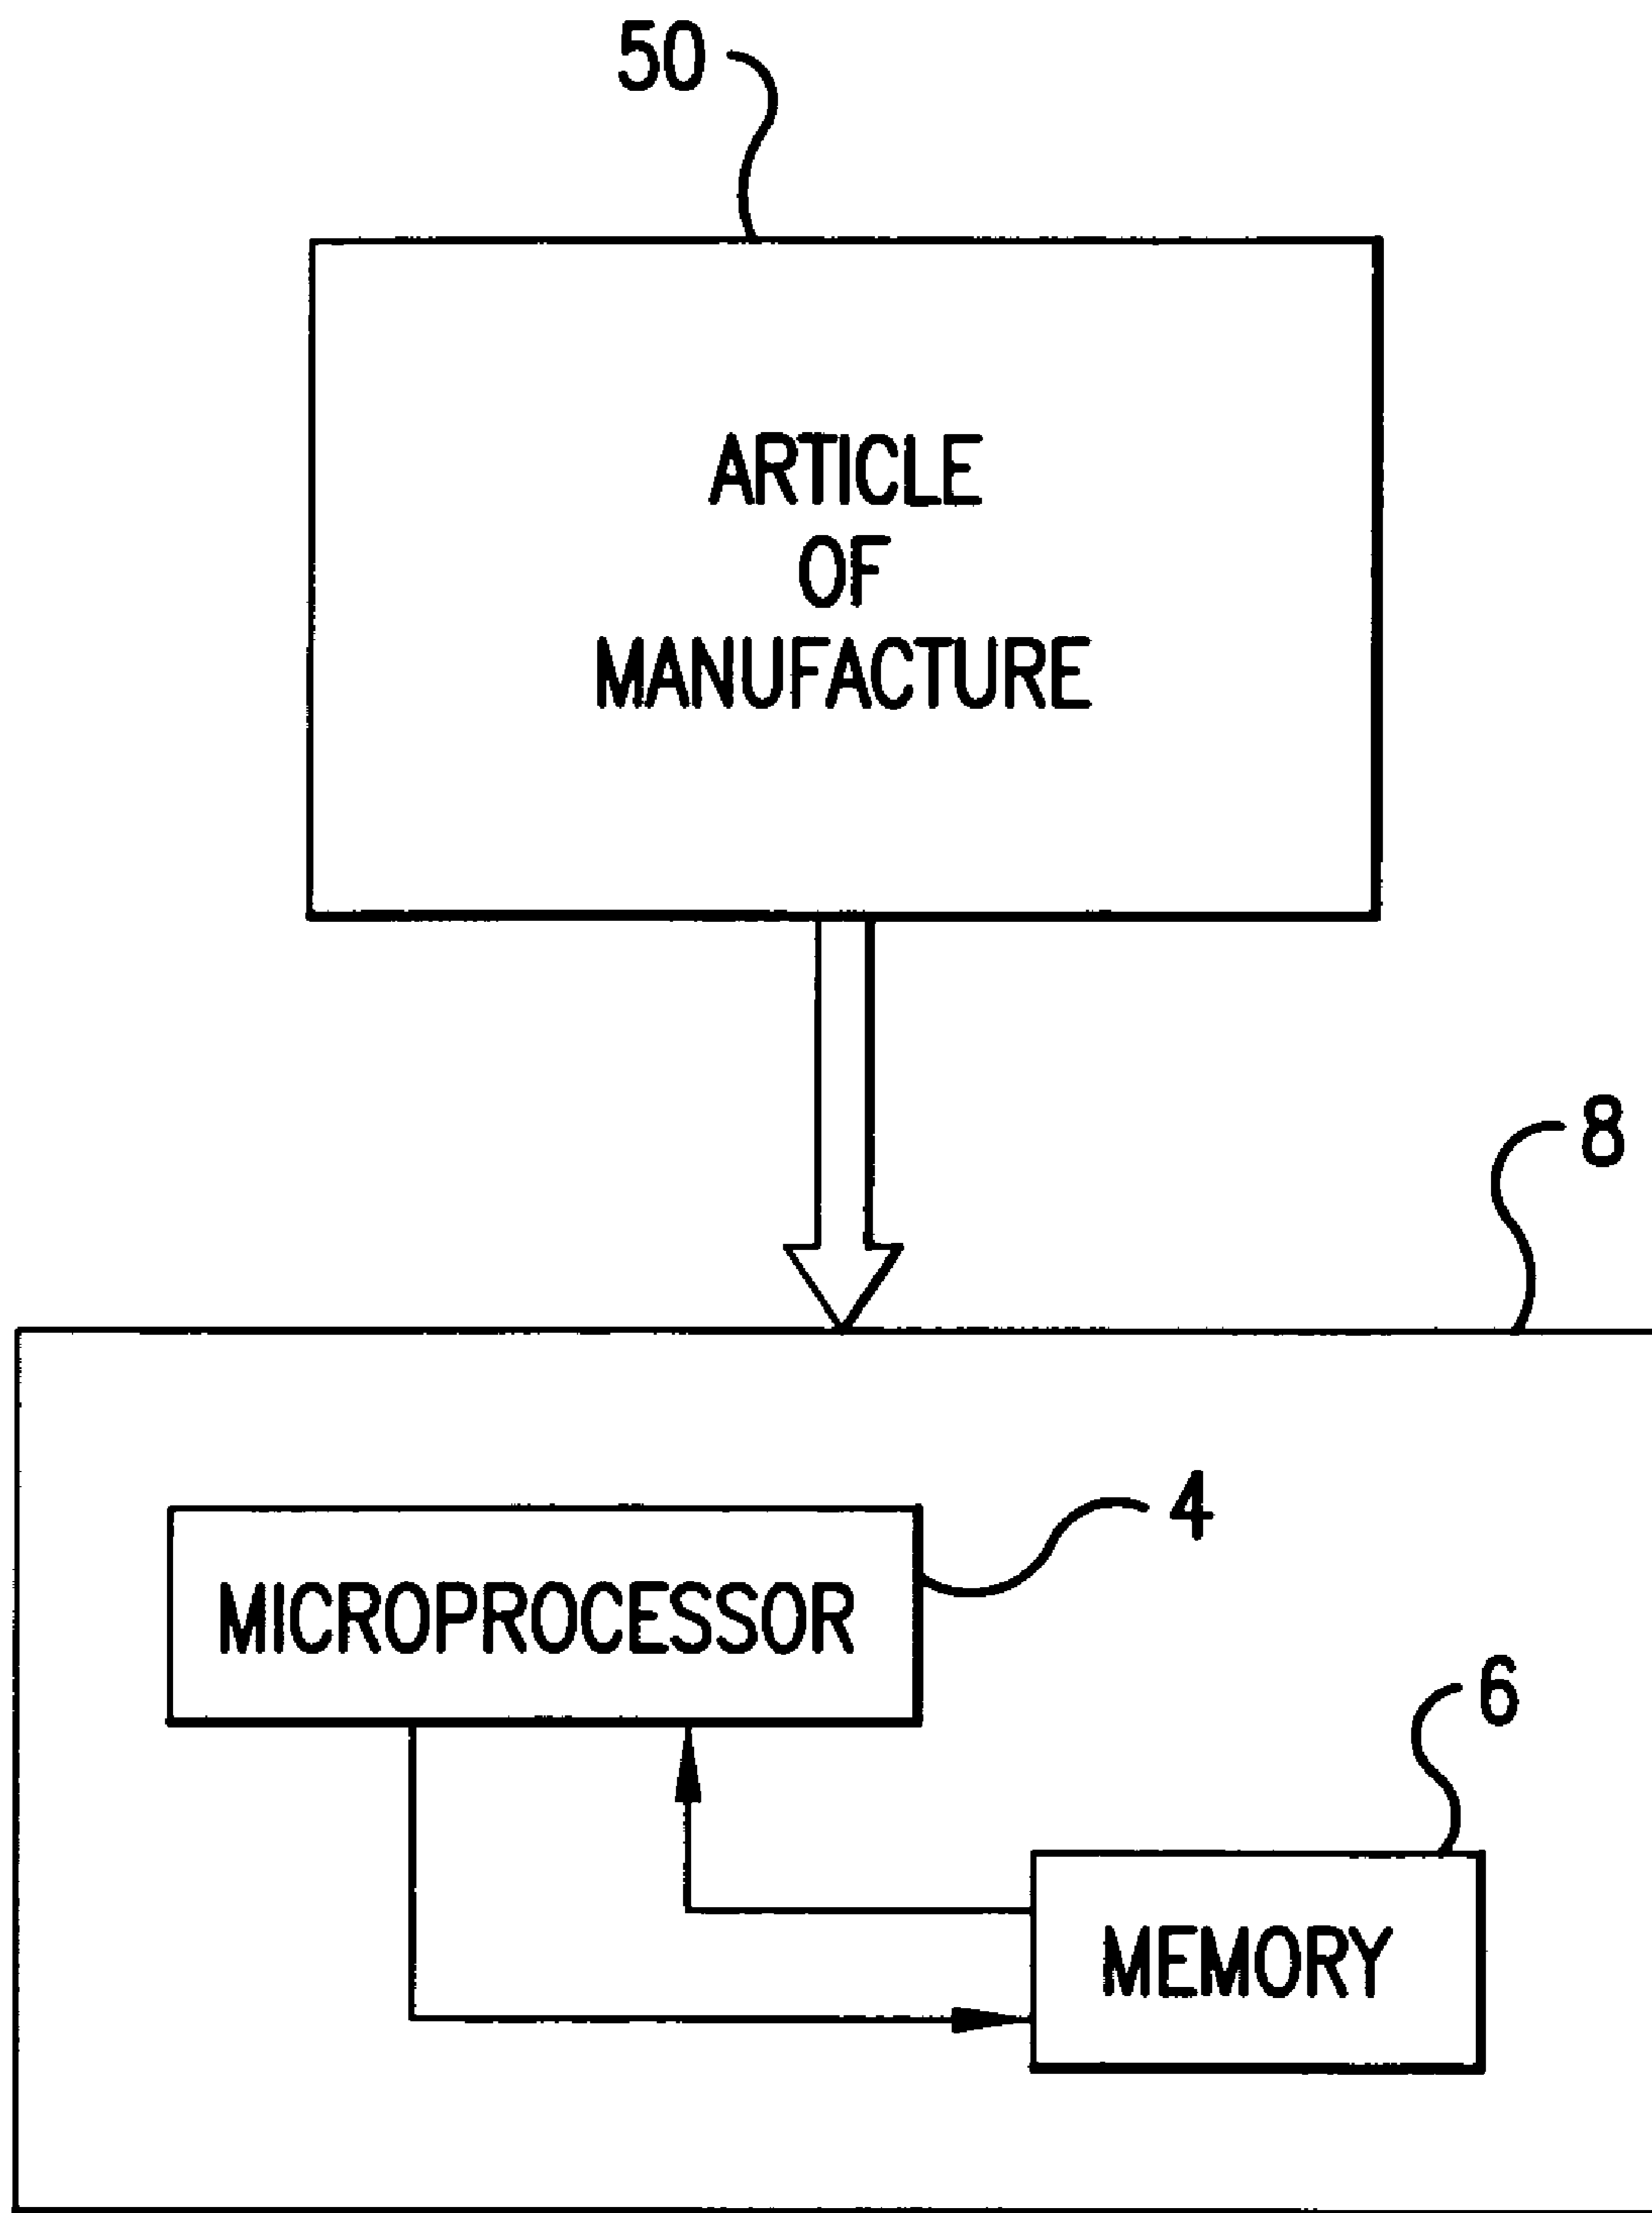 50
ARTICLE
OF
MANUFACTURE
8
4
MICROPROCESSOR
6
MEMORY